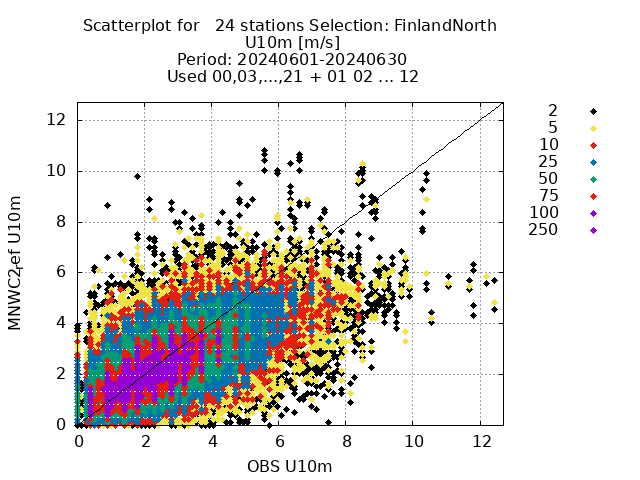 Scatterplot for   24 stations Selection: FinlandNorth
U10m [m/s]
Period: 20240601-20240630
Used 00,03,...,21 + 01 02 ... 12
12
10
8
6
4
2
0
0 2 4 6 8 10 12
MNWC2,ef U10m
OBS U10m
2
5
10
25
50
75
100
250